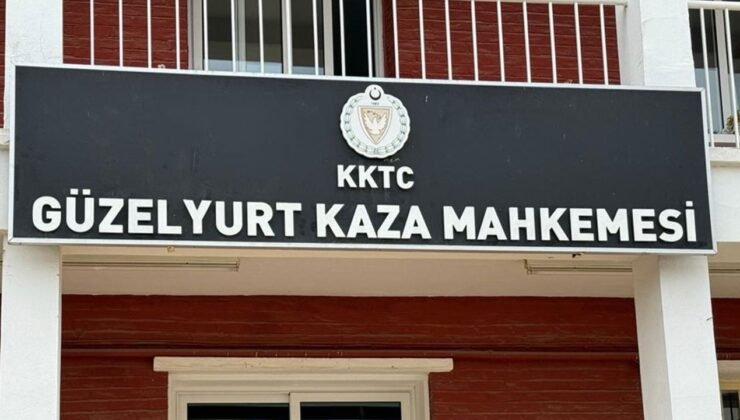 KKTC
GÜZELYURT KAZA MAHKEMESİ